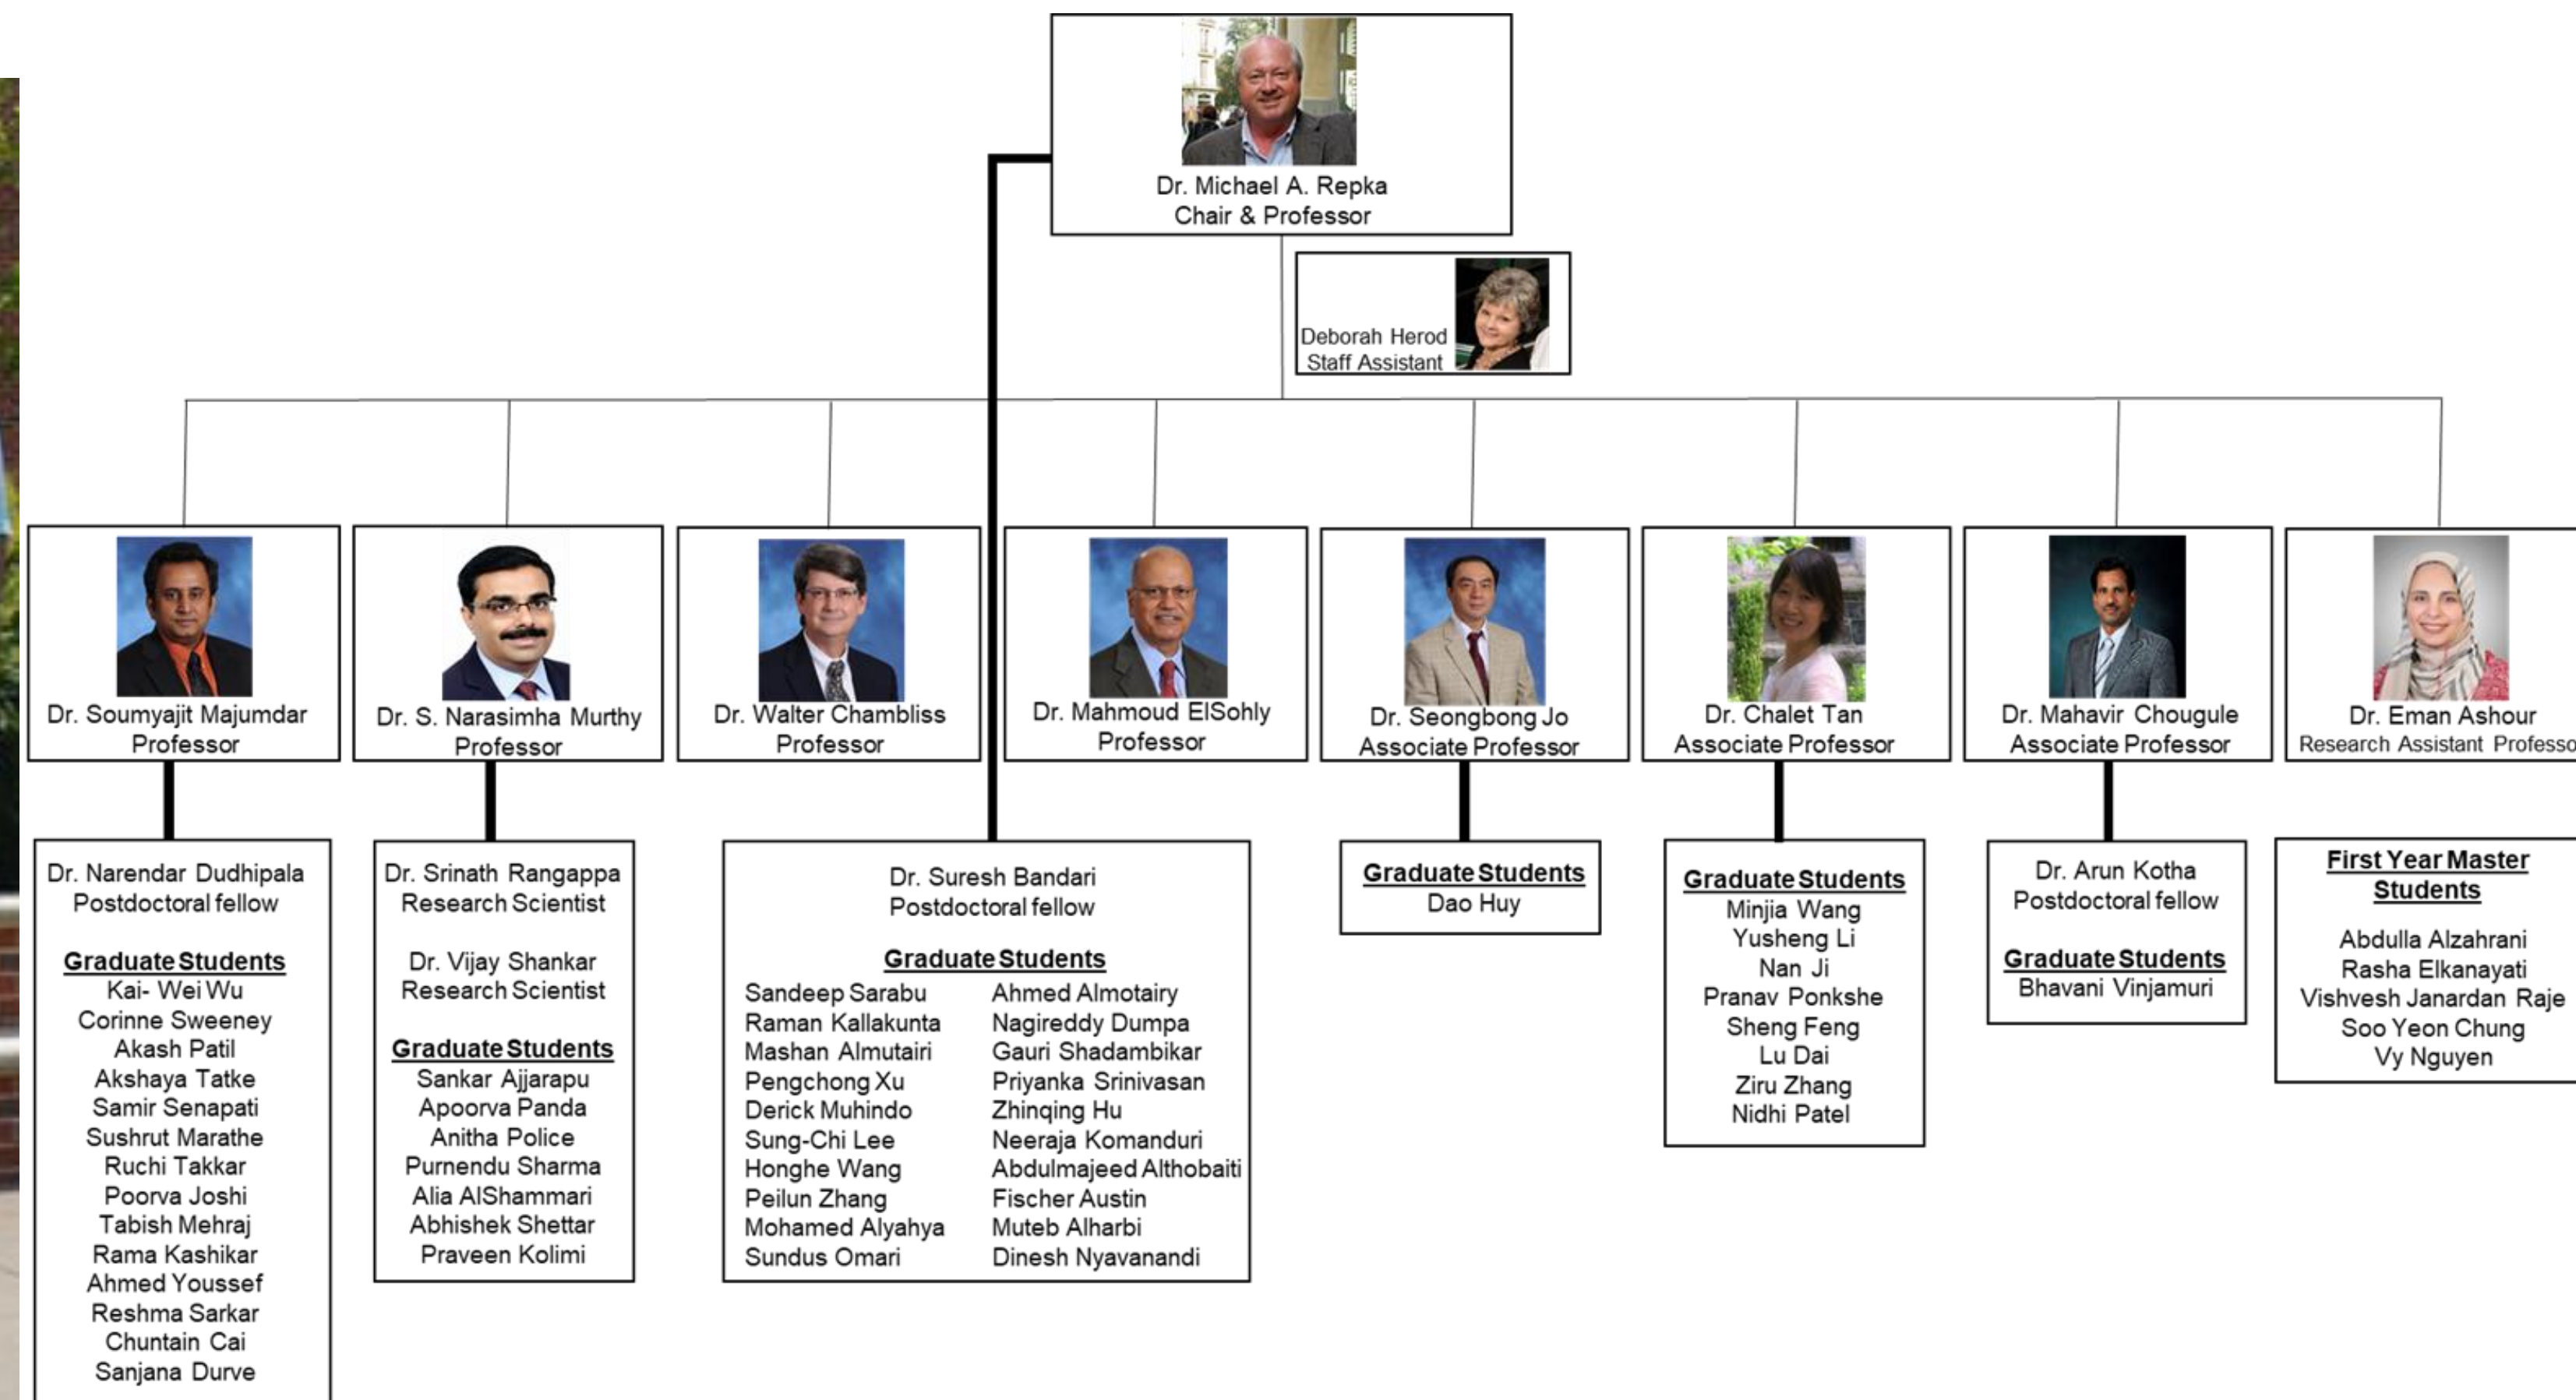 Dr. Michael A. Repka
Chair & Professor
Deborah Herod
Staff Assistant
Dr. Soumyajit Majumdar
Professor
Dr. S. Narasimha Murthy
Professor
Dr. Walter Chambliss
Professor
Dr. Mahmoud ElSohly
Professor
Dr. Seongbong Jo
Associate Professor
Dr. Chalet Tan
Associate Professor
Dr. Mahavir Chougule
Associate Professor
Dr. Eman Ashour
Research Assistant Professo
Dr. Narendar Dudhipala
Postdoctoral fellow
Graduate Students
Kai- Wei Wu
Corinne Sweeney
Akash Patil
Akshaya Tatke
Samir Senapati
Sushrut Marathe
Ruchi Takkar
Poorva Joshi
Tabish Mehraj
Rama Kashikar
Ahmed Youssef
Reshma Sarkar
Chuntain Cai
Sanjana Durve
Dr. Srinath Rangappa
Research Scientist
Dr. Vijay Shankar
Research Scientist
Graduate Students
Sankar Ajjarapu
Apoorva Panda
Anitha Police
Purnendu Sharma
Alia AlShammari
Abhishek Shettar
Praveen Kolimi
Dr. Suresh Bandari
Postdoctoral fellow
Graduate Students
Sandeep Sarabu
Raman Kallakunta
Mashan Almutairi
Pengchong Xu
Derick Muhindo
Sung-Chi Lee
Honghe Wang
Peilun Zhang
Mohamed Alyahya
Sundus Omari
Ahmed Almotairy
Nagireddy Dumpa
Gauri Shadambikar
Priyanka Srinivasan
Zhinqing Hu
Neeraja Komanduri
Abdulmajeed Althobaiti
Fischer Austin
Muteb Alharbi
Dinesh Nyavanandi
Graduate Students
Dao Huy
Graduate Students
Minjia Wang
Yusheng Li
Nan Ji
Pranav Ponkshe
Sheng Feng
Lu Dai
Ziru Zhang
Nidhi Patel
Dr. Arun Kotha
Postdoctoral fellow
Graduate Students
Bhavani Vinjamuri
First Year Master
Students
Abdulla Alzahrani
Rasha Elkanayati
Vishvesh Janardan Raje
Soo Yeon Chung
Vy Nguyen